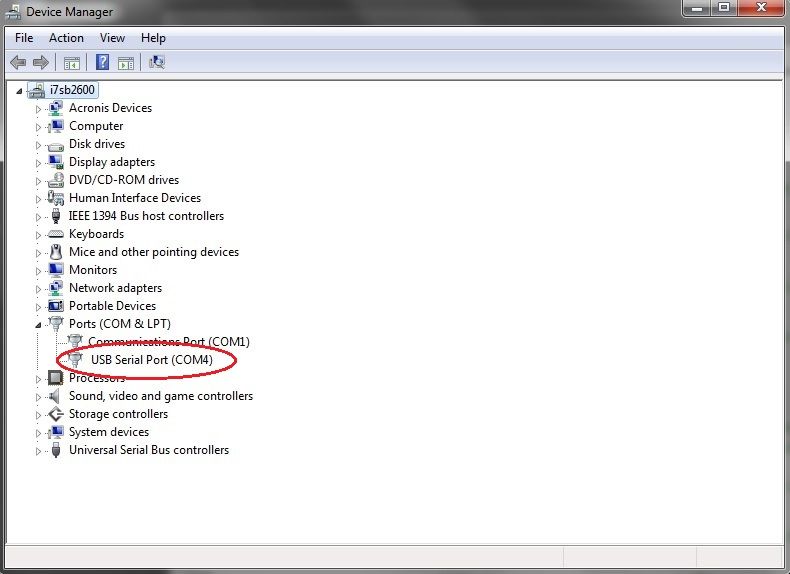 Device Manager
File Action View Help
i7sb2600
Acronis Devices
Computer
Disk drives
Display adapters
DVD/CD-ROM drives
Human Interface Devices
IEEE 1394 Bus host controllers
Keyboards
Mice and other pointing devices
Monitors
Network adapters
Portable Devices
Ports (COM & LPT)
Communications Port (COM1)
USB Serial Port (COM4)
Processors
Sound, video and game controllers
Storage controllers
System devices
Universal Serial Bus controllers